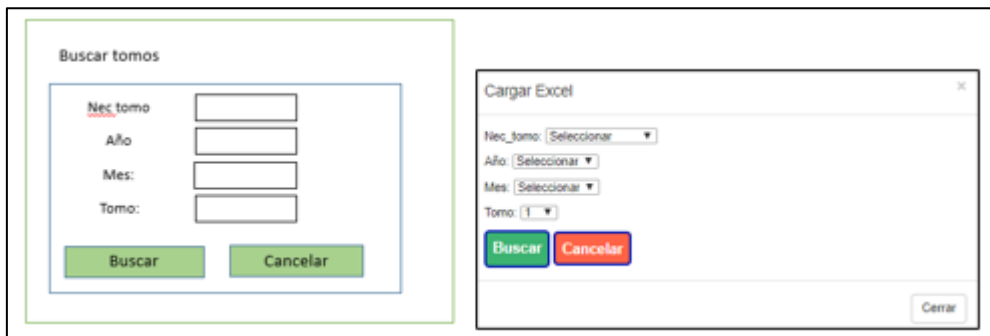 Buscar tomos
Nec tomo
Año
Mes:
Tomo:
Buscar Cancelar
Cargar Excel ×
Nec_tomo: Seleccionar
Año: Seleccionar
Mes: Seleccionar
Tomo: 1
Buscar Cancelar
Cerrar